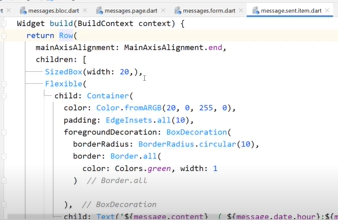 .dart
messages.bloc.dart
messages.page.dart
messages.form.dart
message.sent.item.dart
Widget build(BuildContext context) {
return Row(
mainAxisAlignment: MainAxisAlignment.end,
children: [
SizedBox(width: 20,),
Flexible(
child: Container(
color: Color.fromARGB(20, 0, 255, 0),
padding: EdgeInsets.all(10),
foregroundDecoration: BoxDecoration(
borderRadius: BorderRadius.circular(10),
border: Border.all(
color: Colors.green, width: 1
) // Border.all
), // BoxDecoration
child: Text('${message.content} ( ${message.date.hour}:${m